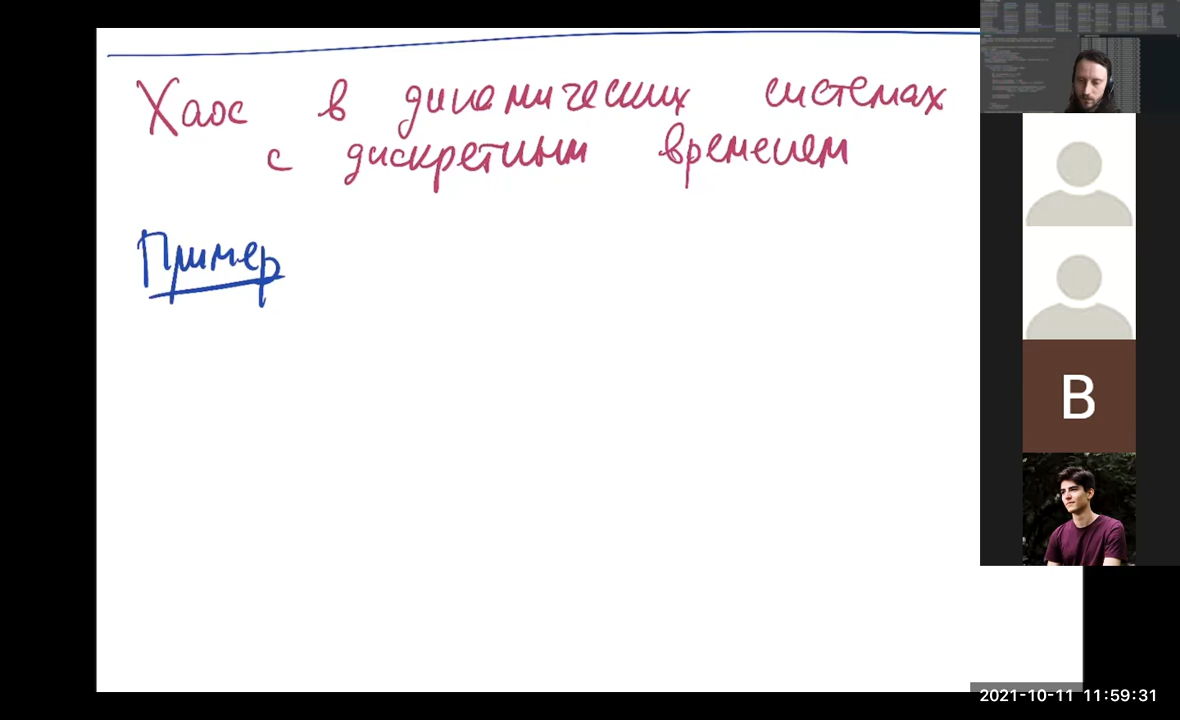 Хаос в динамических системах
с дискретным временем
Пример
B
2021-10-11 11:59:31